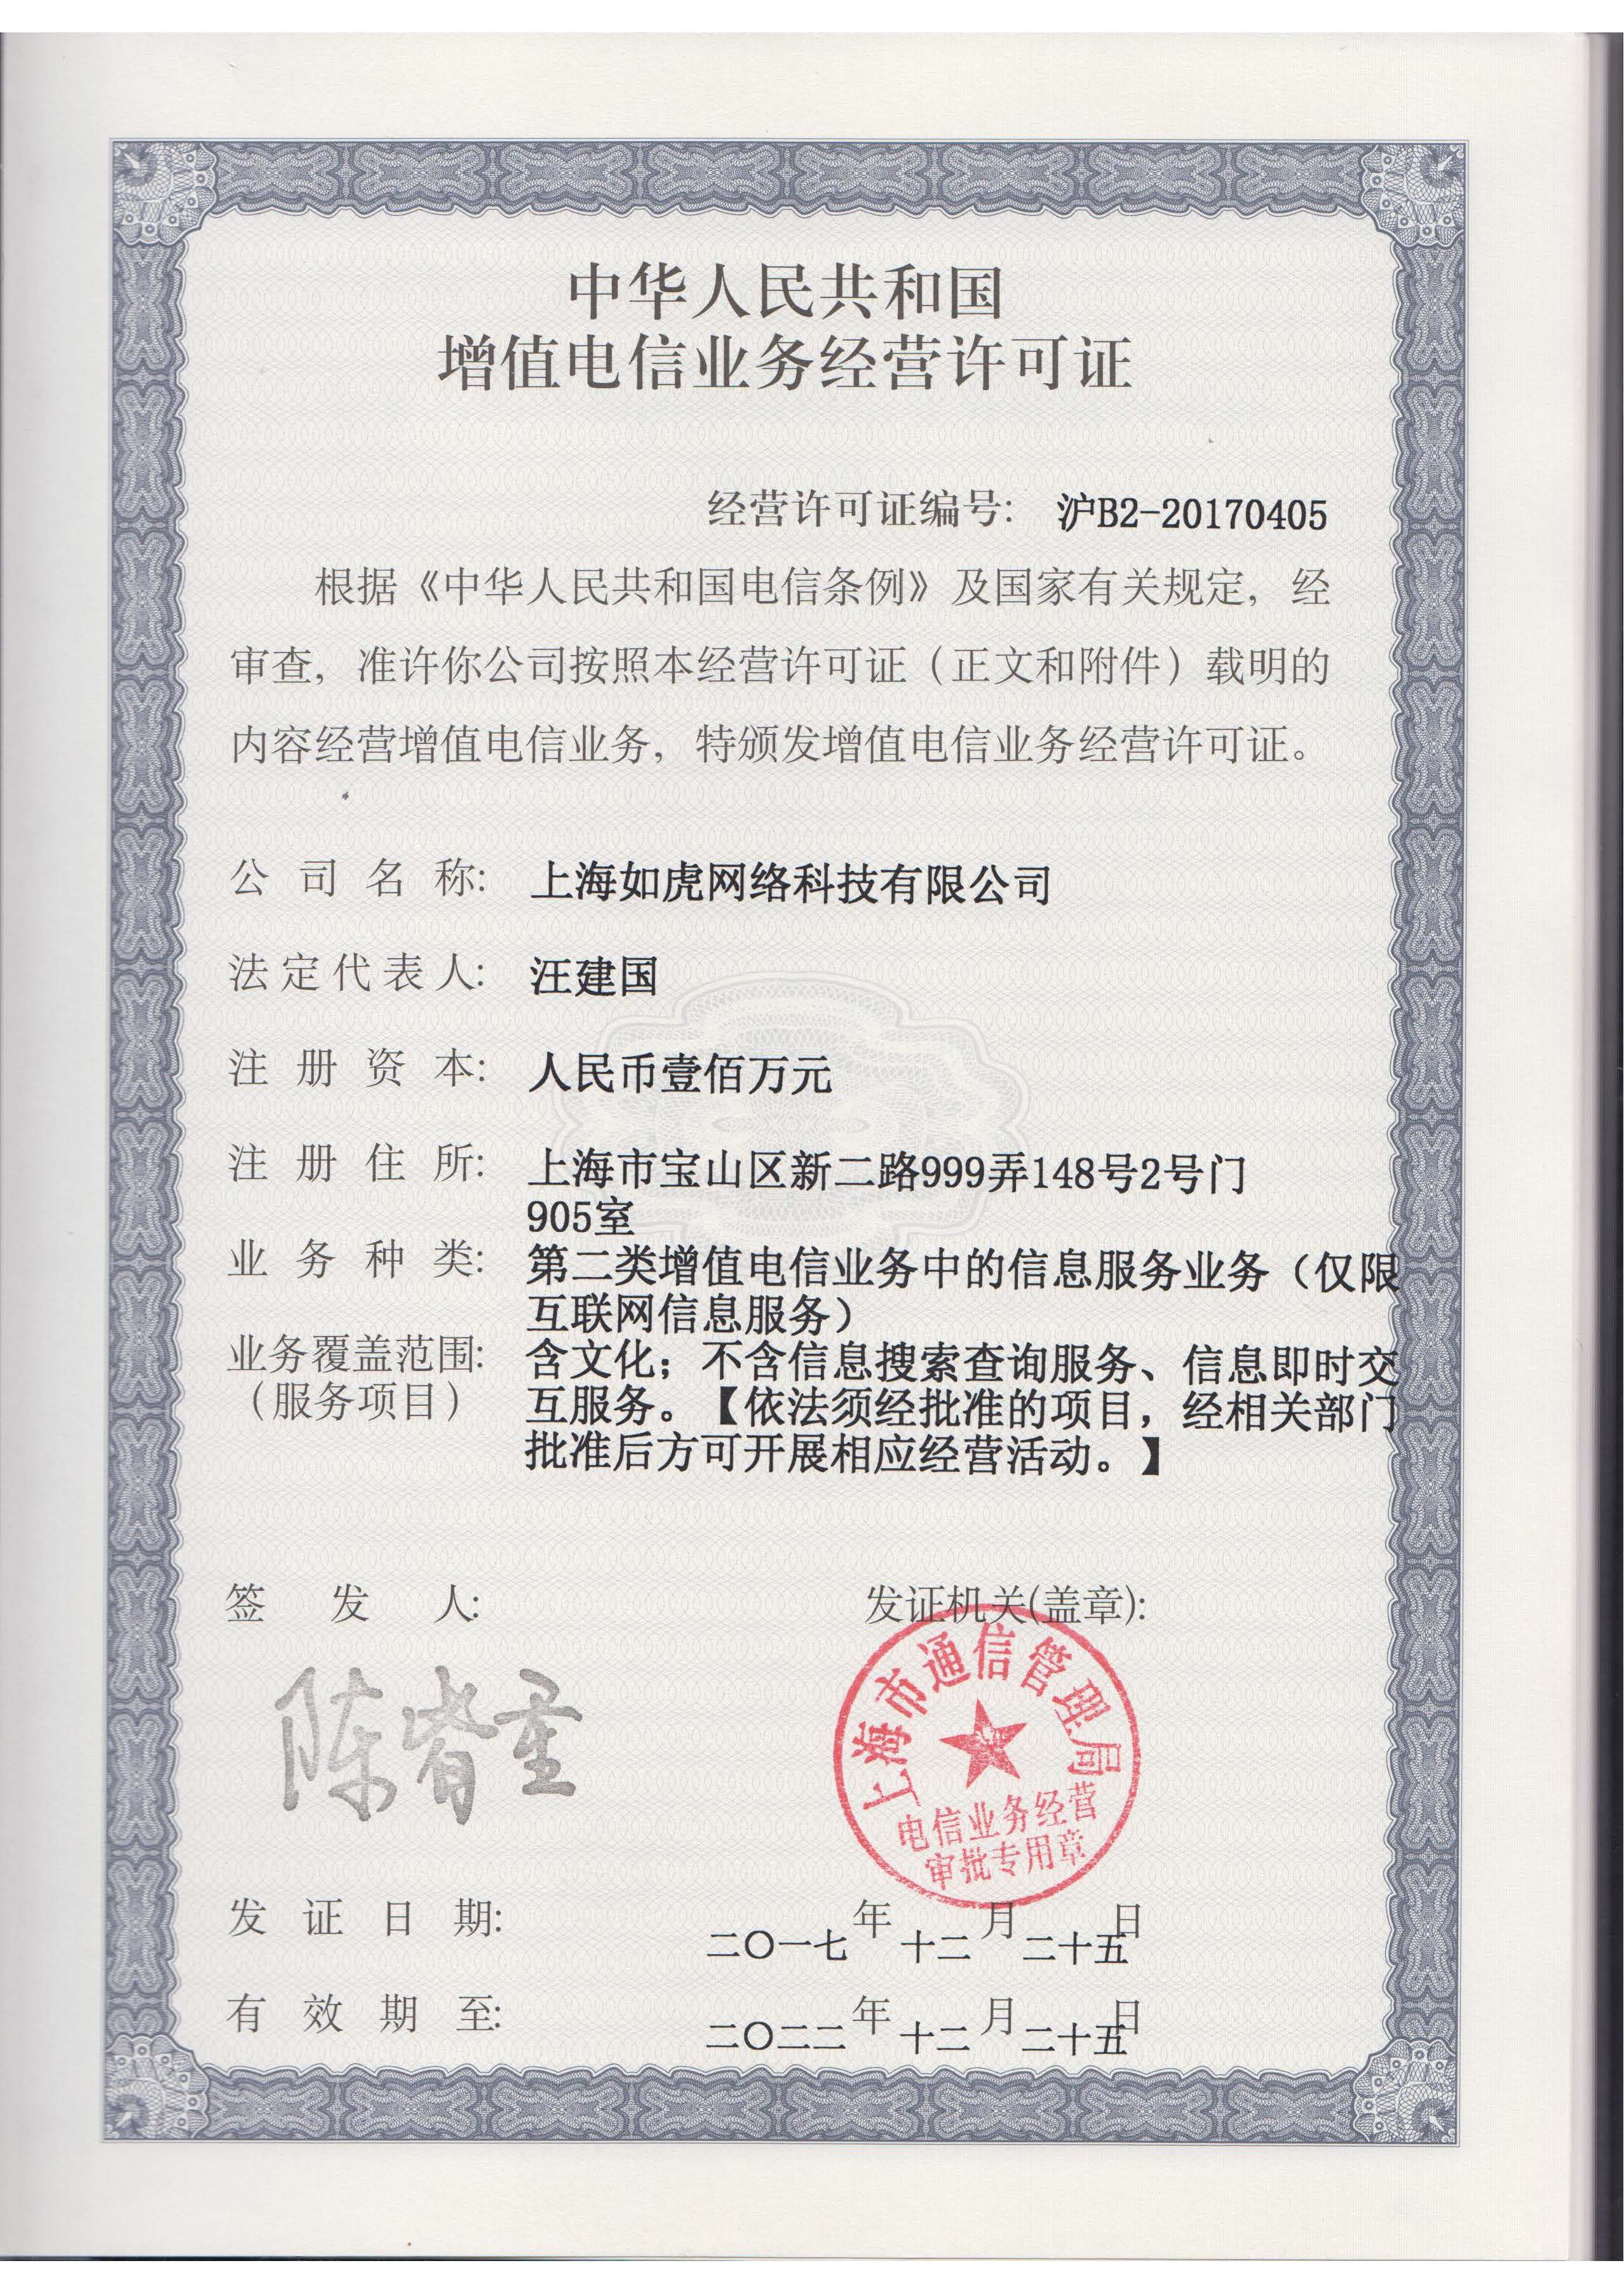 中华人民共和国
增值电信业务经营许可证
经营许可证编号: 沪B2-20170405
根据《中华人民共和国电信条例》及国家有关规定，经
审查，准许你公司按照本经营许可证（正文和附件）载明的
内容经营增值电信业务，特颁发增值电信业务经营许可证。
公司名称: 上海如虎网络科技有限公司
法定代表人: 汪建国
注册资本: 人民币壹佰万元
注册住所: 上海市宝山区新二路999弄148号2号门
905室
业务种类: 第二类增值电信业务中的信息服务业务（仅限
互联网信息服务）
业务覆盖范围: 含文化；不含信息搜索查询服务、信息即时交
（服务项目） 互服务。【依法须经批准的项目，经相关部门
批准后方可开展相应经营活动。】
签发人: 发证机关(盖章):
陈皆重
上海市通信管理局
电信业务经营
审批专用章
发证日期: 二〇一七年十二月二十五日
有效期至: 二〇二二年十二月二十五日